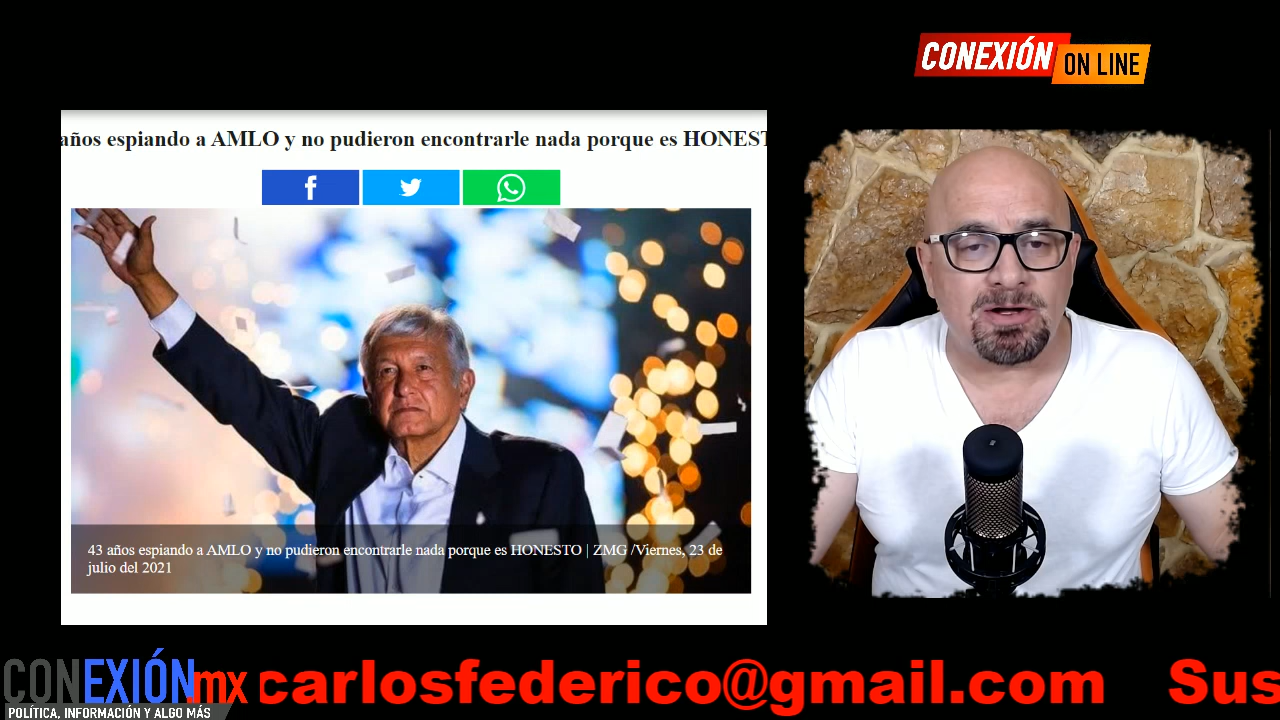 CONEXIÓN
ON LINE
años espiando a AMLO y no pudieron encontrarle nada porque es HONEST
43 años espiando a AMLO y no pudieron encontrarle nada porque es HONESTO | ZMG /Viernes, 23 de
julio del 2021
CONEXIÓN.mx
carlosfederico@gmail.com Sus
POLÍTICA, INFORMACIÓN Y ALGO MÁS